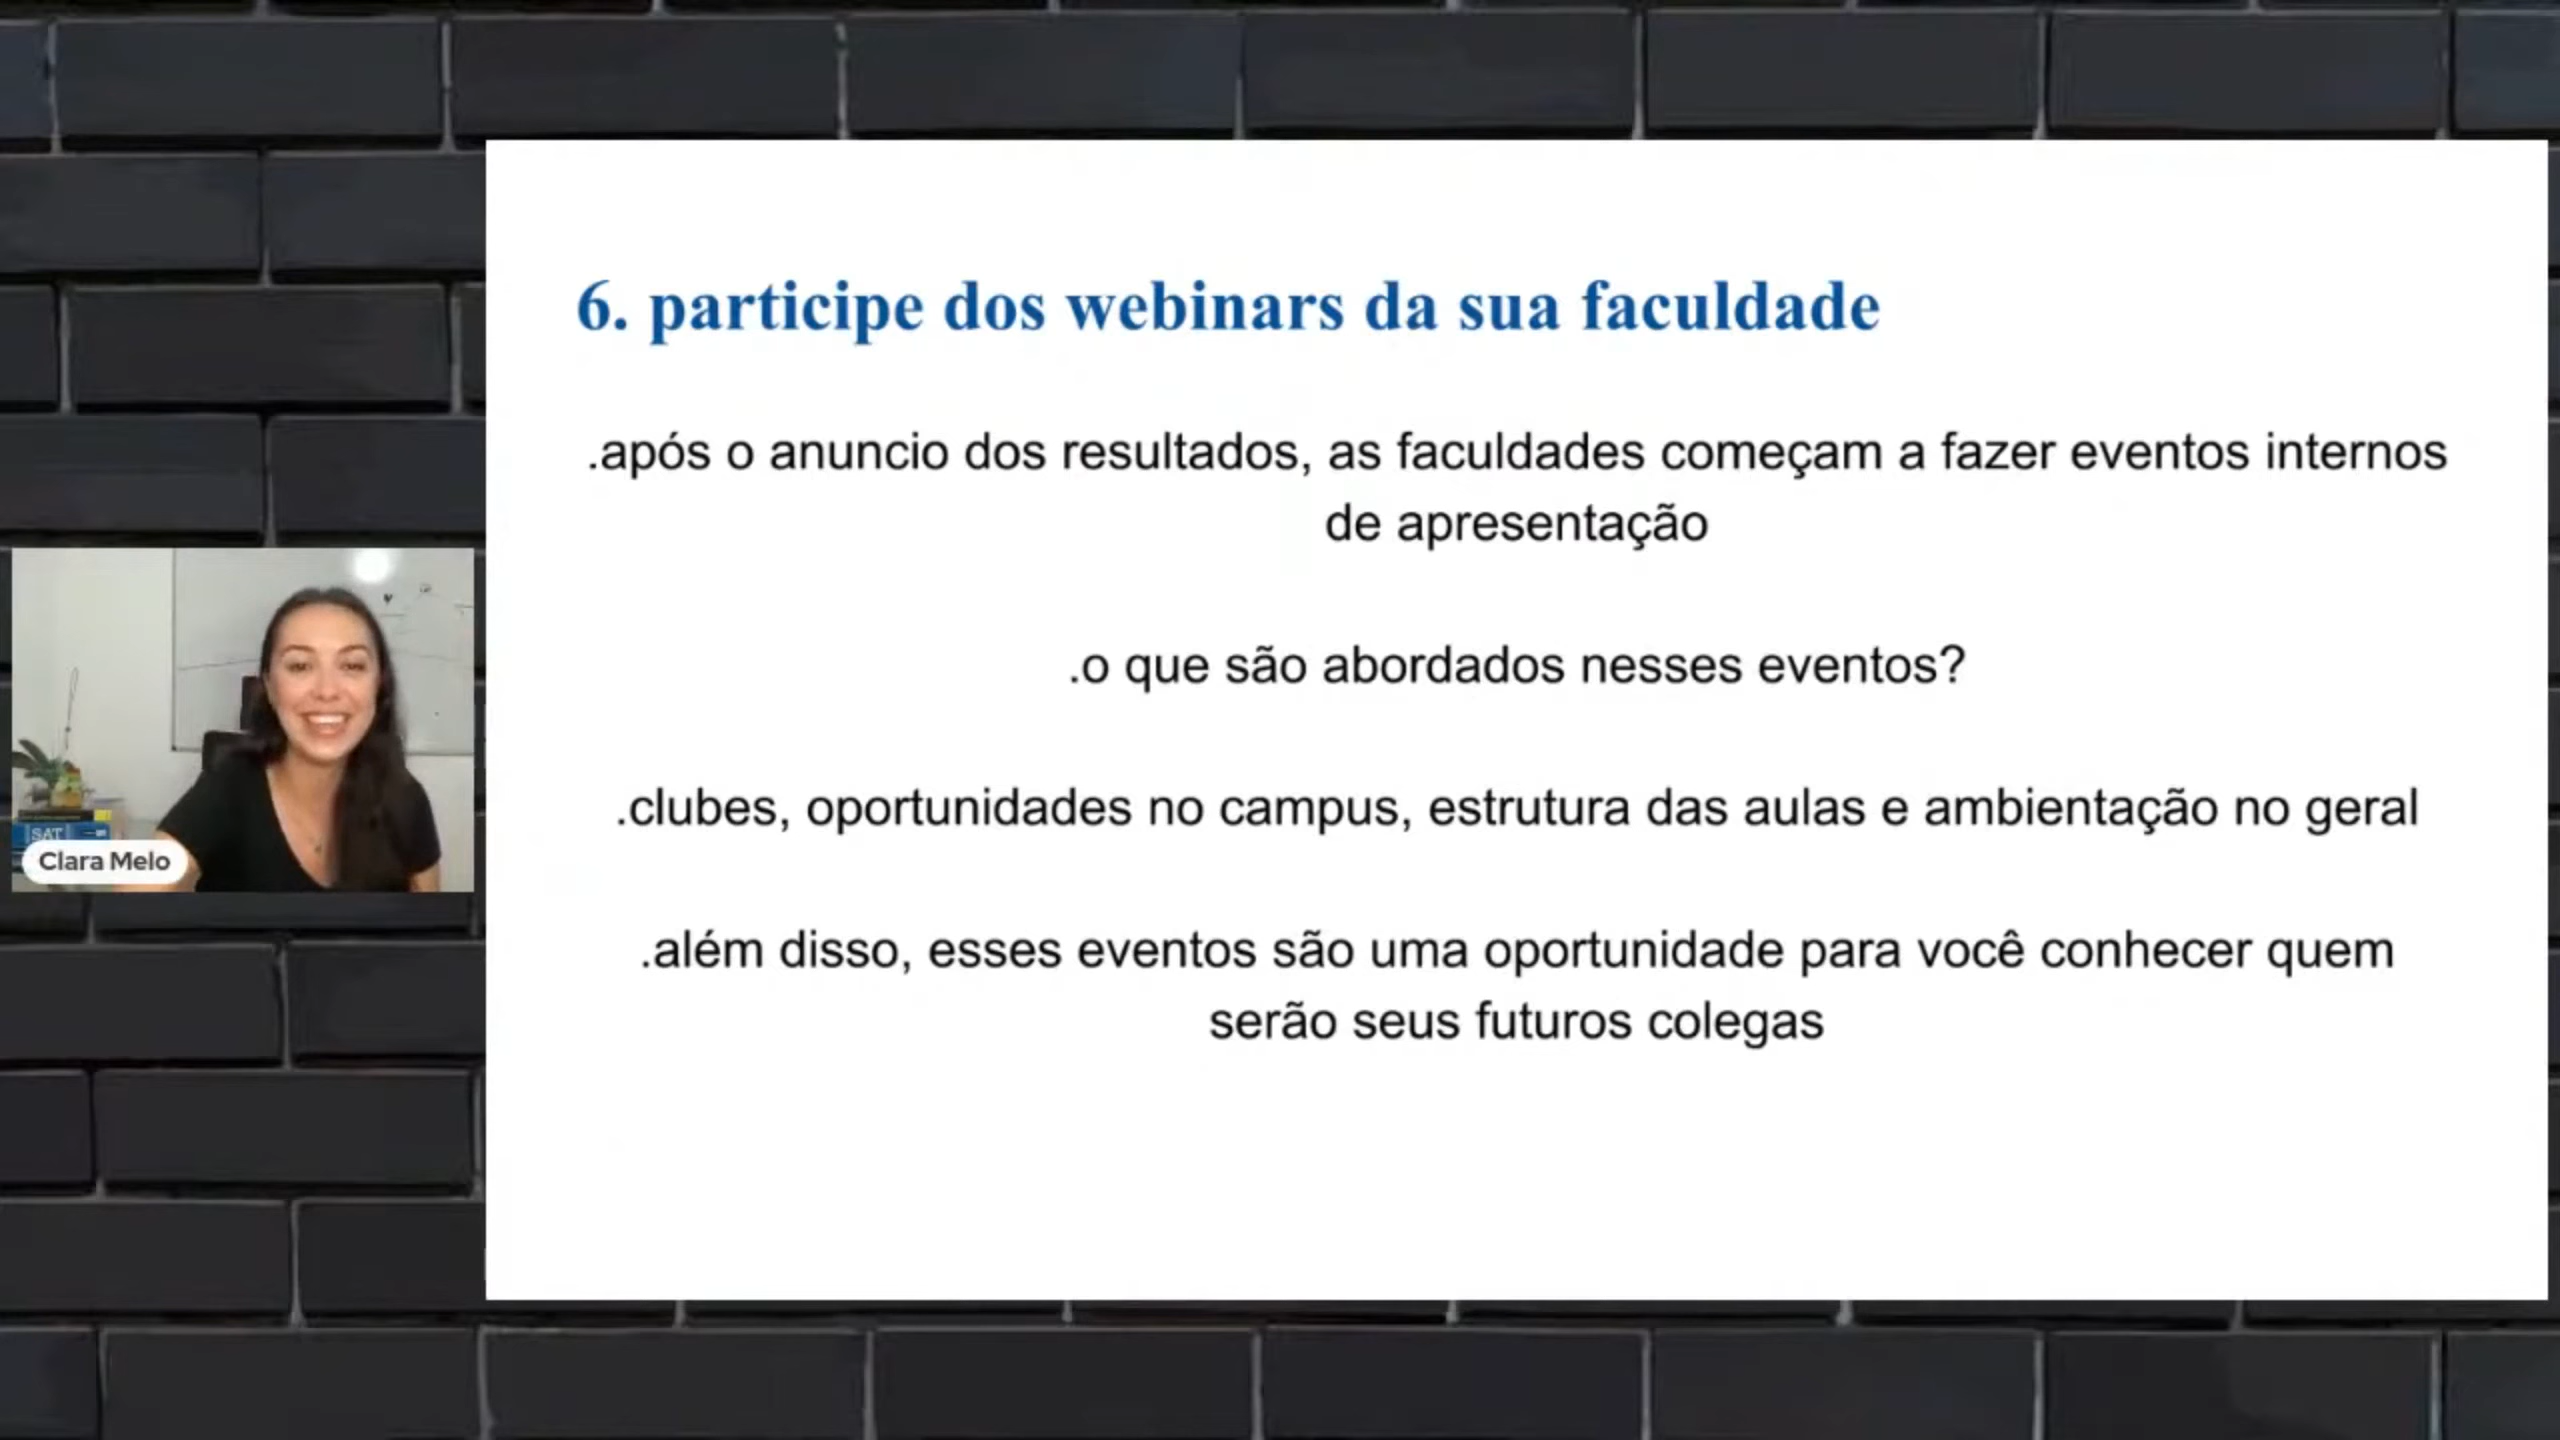 6. participe dos webinars da sua faculdade
.após o anuncio dos resultados, as faculdades começam a fazer eventos internos
de apresentação
.o que são abordados nesses eventos?
.clubes, oportunidades no campus, estrutura das aulas e ambientação no geral
.além disso, esses eventos são uma oportunidade para você conhecer quem
serão seus futuros colegas
SAT
Clara Melo